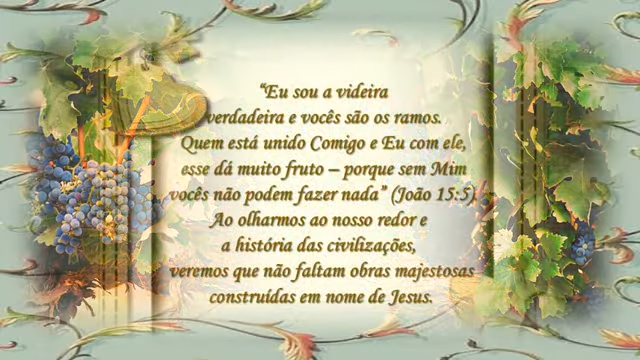 “Eu sou a videira
verdadeira e vocês são os ramos.
Quem está unido Comigo e Eu com ele,
esse dá muito fruto – porque sem Mim
vocês não podem fazer nada” (João 15:5)
Ao olharmos ao nosso redor e
a história das civilizações,
veremos que não faltam obras majestosas
construídas em nome de Jesus.